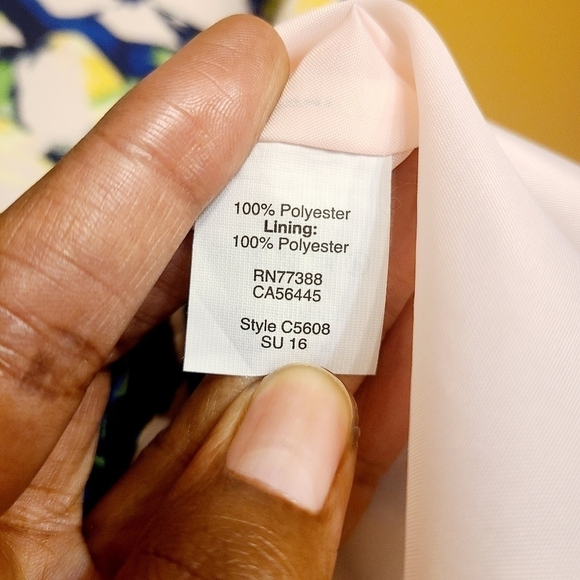 100% Polyester
Lining:
100% Polyester
RN77388
CA56445
Style C5608
SU 16